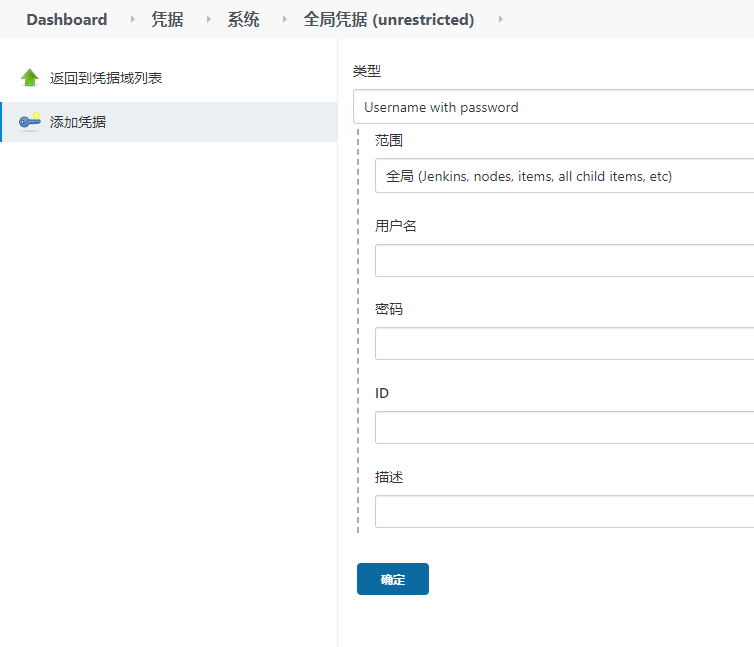 Dashboard 凭据 系统 全局凭据 (unrestricted)
返回到凭据域列表
添加凭据
类型
Username with password
范围
全局 (Jenkins, nodes, items, all child items, etc)
用户名
密码
ID
描述
确定